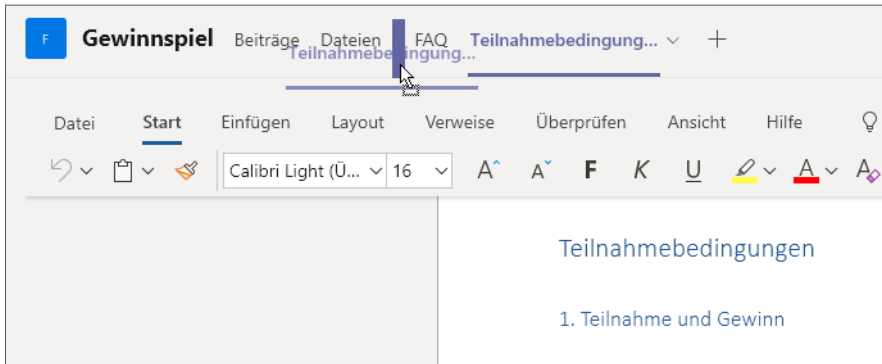 F Gewinnspiel Beiträge Dateien FAQ Teilnahmebedingung...
Teilnahmebedingung...
Datei Start Einfügen Layout Verweise Überprüfen Ansicht Hilfe
Calibri Light (Ü... 16 A A F K U A A
Teilnahmebedingungen
1. Teilnahme und Gewinn